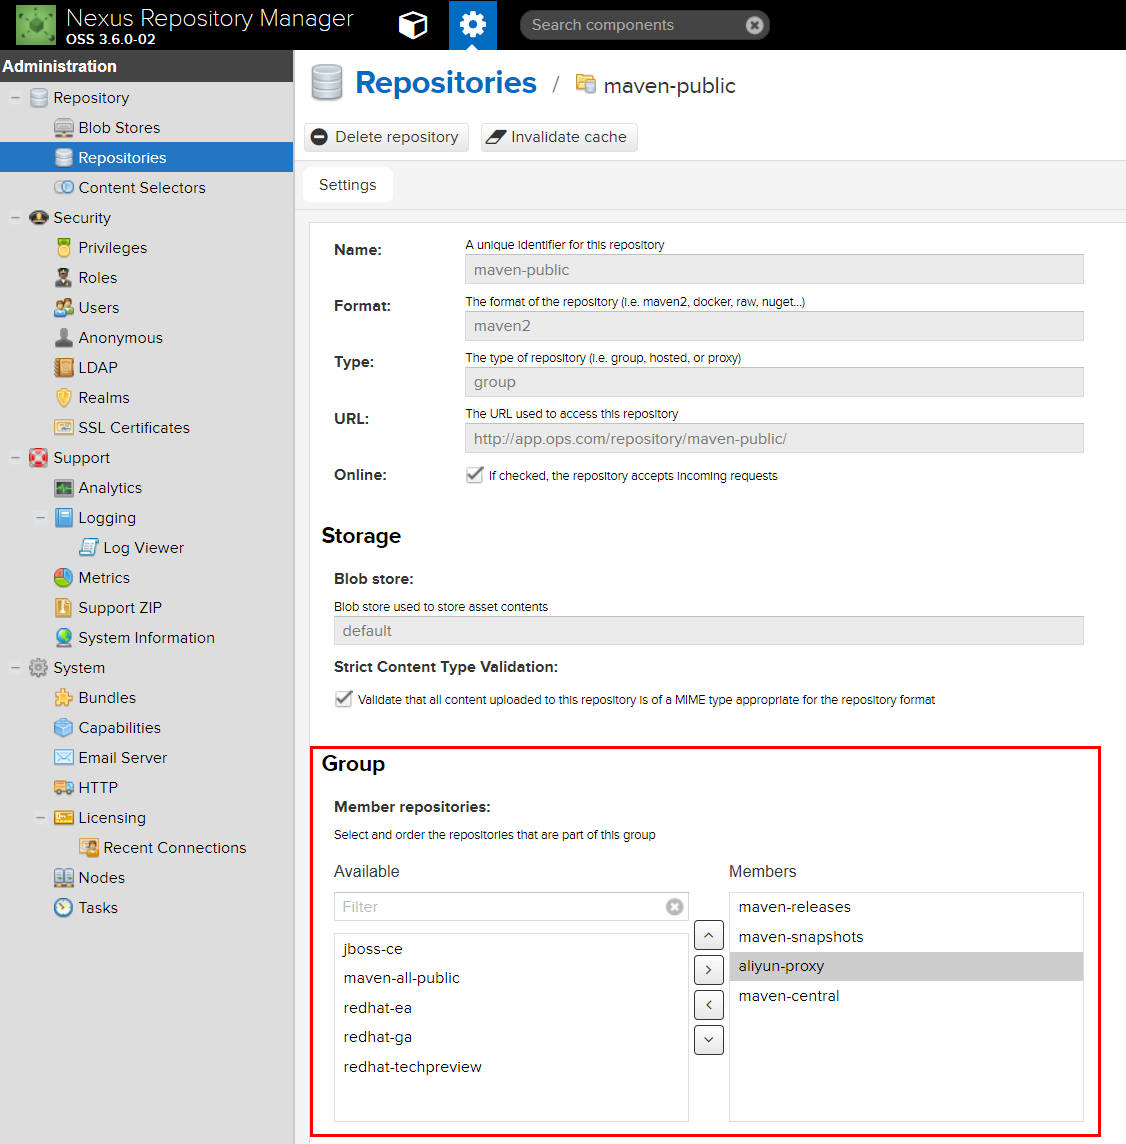 Nexus Repository Manager
OSS 3.6.0-02
Search components
Administration
Repository
Blob Stores
Repositories
Content Selectors
Security
Privileges
Roles
Users
Anonymous
LDAP
Realms
SSL Certificates
Support
Analytics
Logging
Log Viewer
Metrics
Support ZIP
System Information
System
Bundles
Capabilities
Email Server
HTTP
Licensing
Recent Connections
Nodes
Tasks
Repositories / maven-public
Delete repository
Invalidate cache
Settings
Name:
A unique identifier for this repository
maven-public
Format:
The format of the repository (i.e. maven2, docker, raw, nuget...)
maven2
Type:
The type of repository (i.e. group, hosted, or proxy)
group
URL:
The URL used to access this repository
http://app.ops.com/repository/maven-public/
Online:
If checked, the repository accepts incoming requests
Storage
Blob store:
Blob store used to store asset contents
default
Strict Content Type Validation:
Validate that all content uploaded to this repository is of a MIME type appropriate for the repository format
Group
Member repositories:
Select and order the repositories that are part of this group
Available
Filter
jboss-ce
maven-all-public
redhat-ea
redhat-ga
redhat-techpreview
Members
maven-releases
maven-snapshots
aliyun-proxy
maven-central